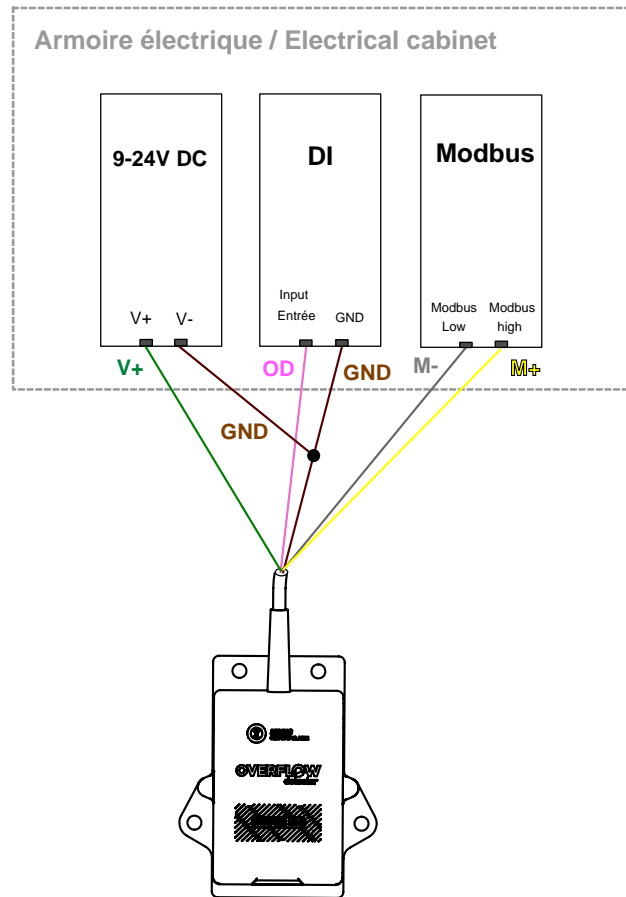 Armoire électrique / Electrical cabinet
9-24V DC
DI
Modbus
V+
V-
Input
Entrée
GND
Modbus
Low
Modbus
high
V+
OD
GND
M-
M+
GND
OVERFLOW
detector